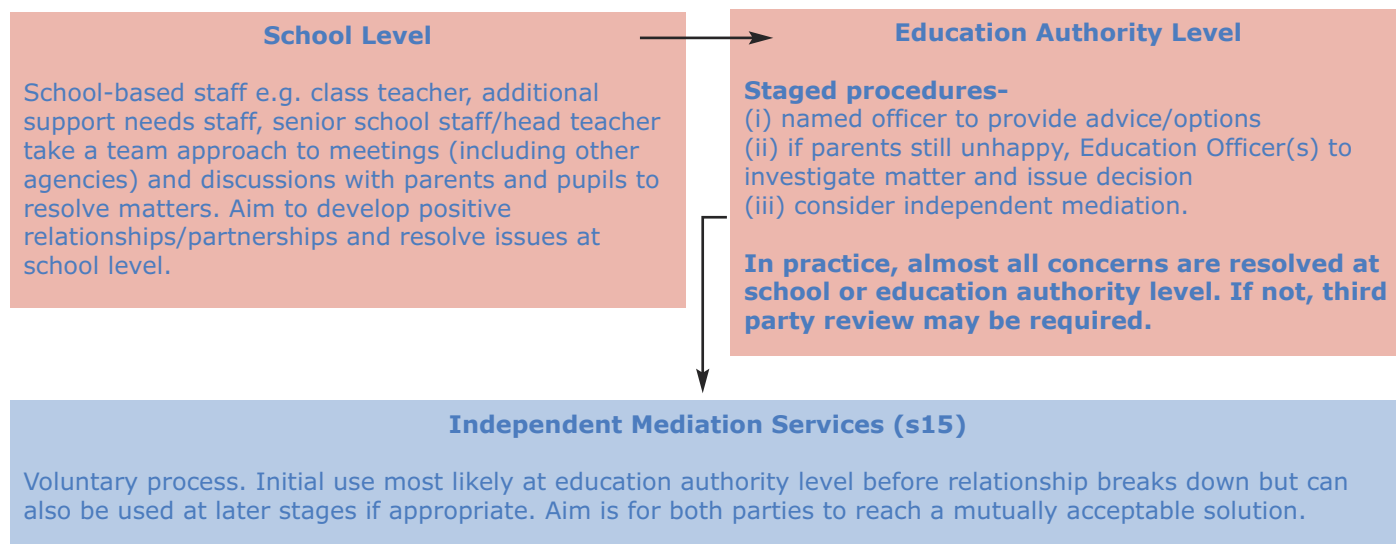 School Level
School-based staff e.g. class teacher, additional
support needs staff, senior school staff/head teacher
take a team approach to meetings (including other
agencies) and discussions with parents and pupils to
resolve matters. Aim to develop positive
relationships/partnerships and resolve issues at
school level.
Education Authority Level
Staged procedures-
(i) named officer to provide advice/options
(ii) if parents still unhappy, Education Officer(s) to
investigate matter and issue decision
(iii) consider independent mediation.
In practice, almost all concerns are resolved at
school or education authority level. If not, third
party review may be required.
Independent Mediation Services (s15)
Voluntary process. Initial use most likely at education authority level before relationship breaks down but can
also be used at later stages if appropriate. Aim is for both parties to reach a mutually acceptable solution.